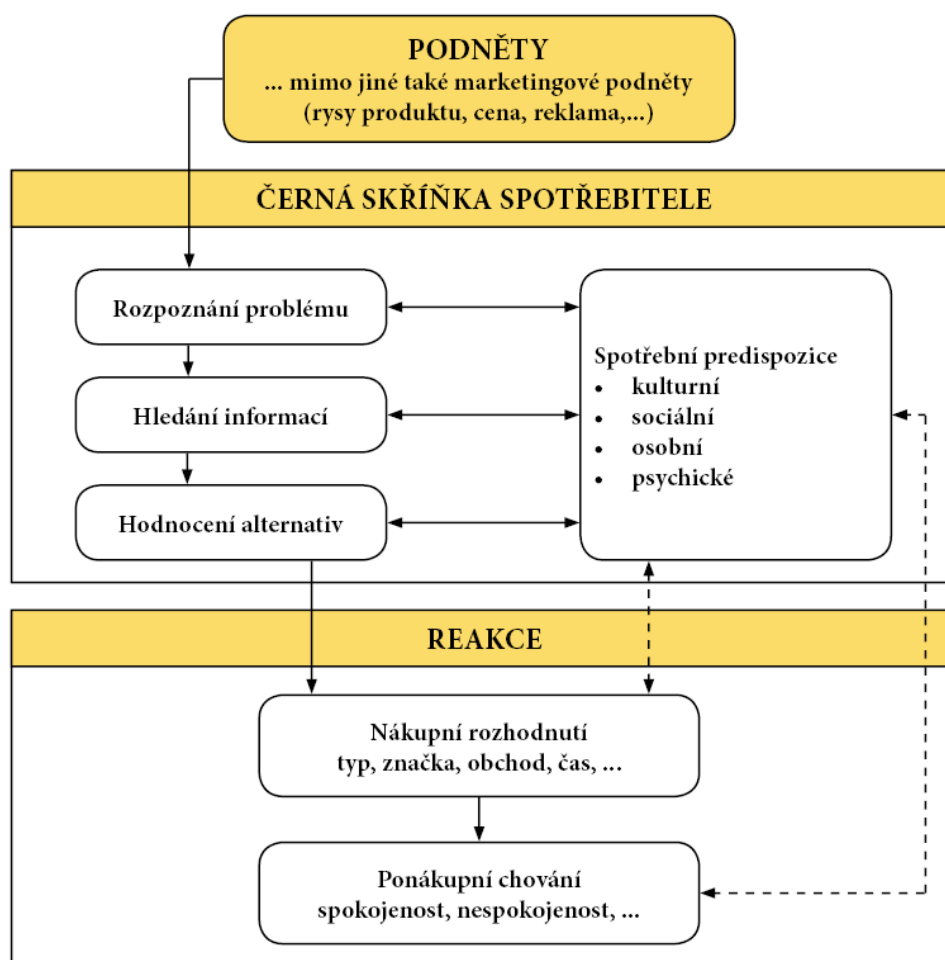 PODNĚTY
... mimo jiné také marketingové podněty
(rysy produktu, cena, reklama,...)
ČERNÁ SKŘÍŇKA SPOTŘEBITELE
Rozpoznání problému
Hledání informací
Hodnocení alternativ
Spotřební predispozice
• kulturní
• sociální
• osobní
• psychické
REAKCE
Nákupní rozhodnutí
typ, značka, obchod, čas, ...
Ponákupní chování
spokojenost, nespokojenost, ...